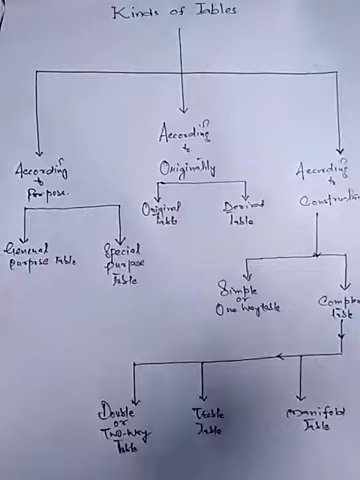 Kinds of Tables
According
to
Purpose.
According
to
Originality
According
to
Construction
Original
table
Derived
table
General
purpose table
Special
purpose
table
Simple
or
One way table
Complex
table
Double
or
Two-way
table
Treble
table
Manifold
table